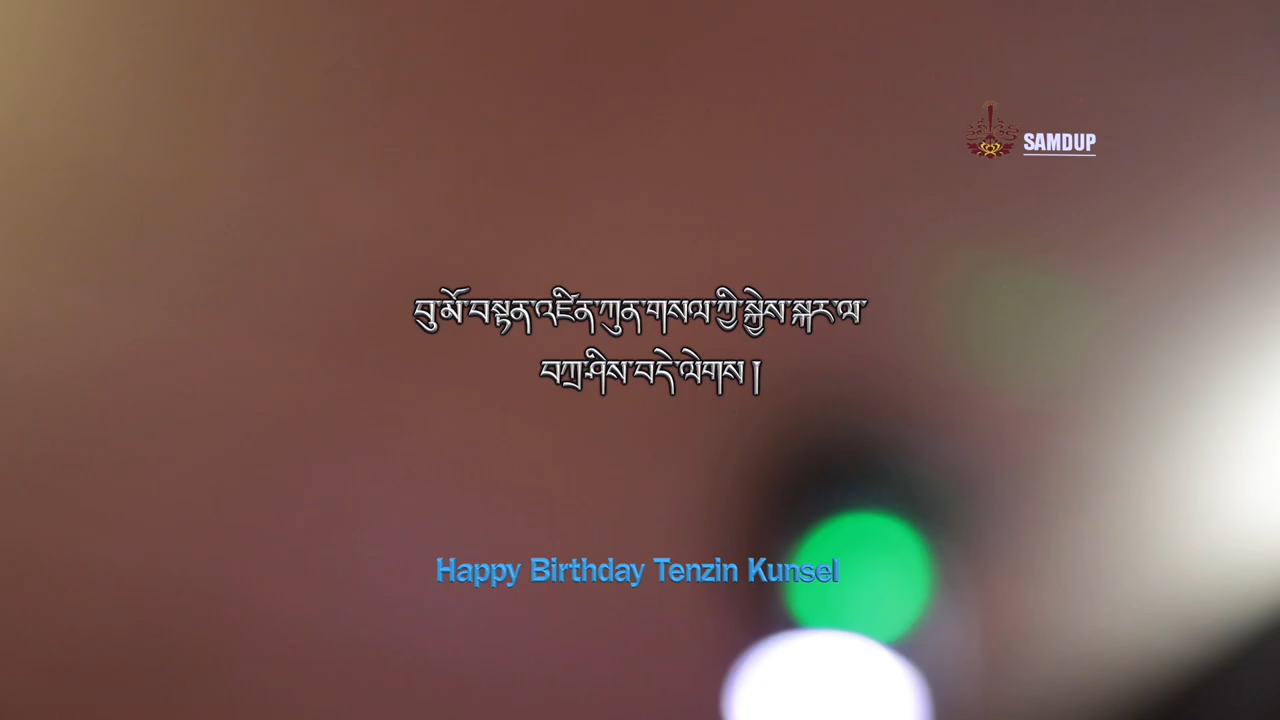 SAMDUP
བུ་མོ་བསྟན་འཛིན་ཀུན་གསལ་ཀྱི་སྐྱེས་སྐར་ལ་
བཀྲ་ཤིས་བདེ་ལེགས །
Happy Birthday Tenzin Kunsel